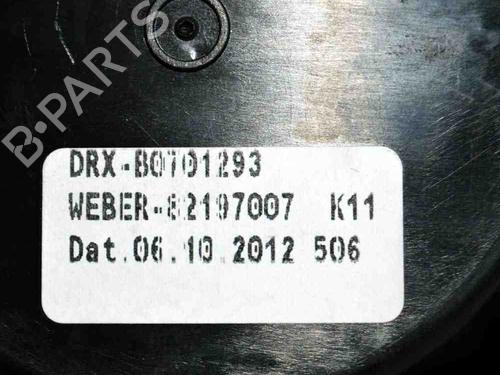 B-PARTS
DRX-B0701293
WEBER-82197007 K11
Dat.06.10.2012 506